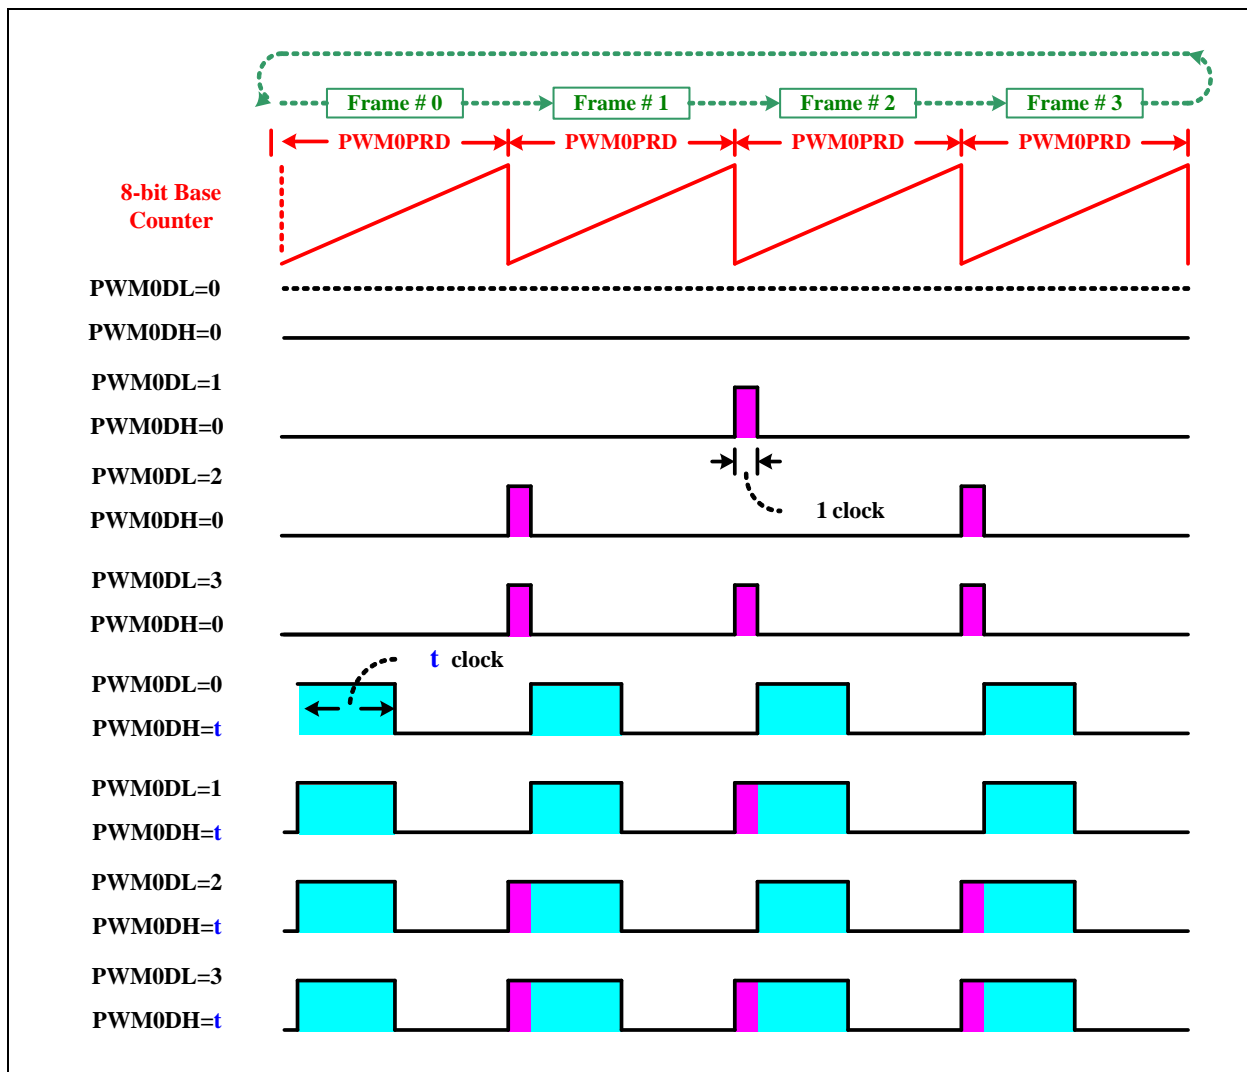 Frame # 0 Frame # 1 Frame # 2 Frame # 3
PWM0PRD PWM0PRD PWM0PRD PWM0PRD
8-bit Base
Counter
PWM0DL=0
PWM0DH=0
PWM0DL=1
PWM0DH=0
PWM0DL=2
PWM0DH=0
1 clock
PWM0DL=3
PWM0DH=0
t clock
PWM0DL=0
PWM0DH=t
PWM0DL=1
PWM0DH=t
PWM0DL=2
PWM0DH=t
PWM0DL=3
PWM0DH=t